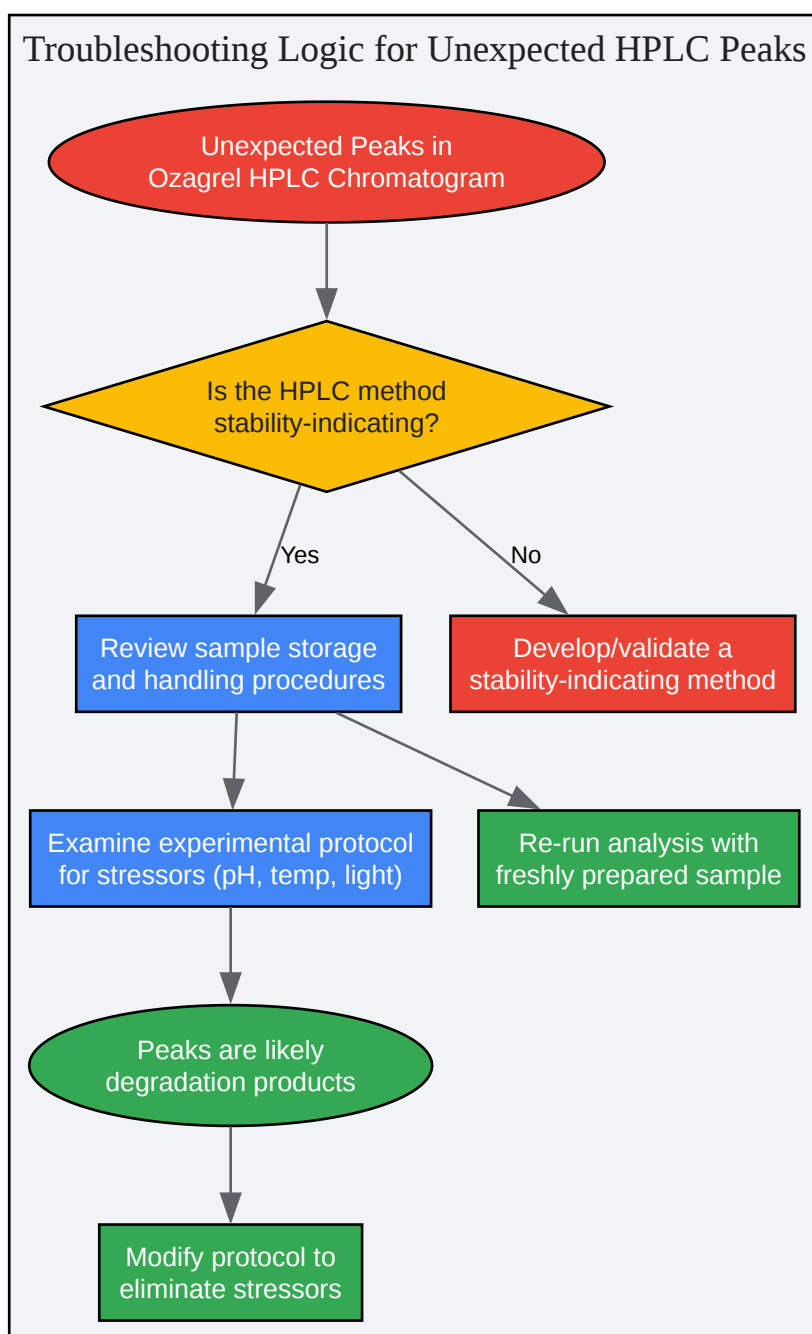 Troubleshooting Logic for Unexpected HPLC Peaks
Unexpected Peaks in
Ozagrel HPLC Chromatogram
Is the HPLC method
stability-indicating?
Yes
No
Review sample storage
and handling procedures
Develop/validate a
stability-indicating method
Examine experimental protocol
for stressors (pH, temp, light)
Re-run analysis with
freshly prepared sample
Peaks are likely
degradation products
Modify protocol to
eliminate stressors